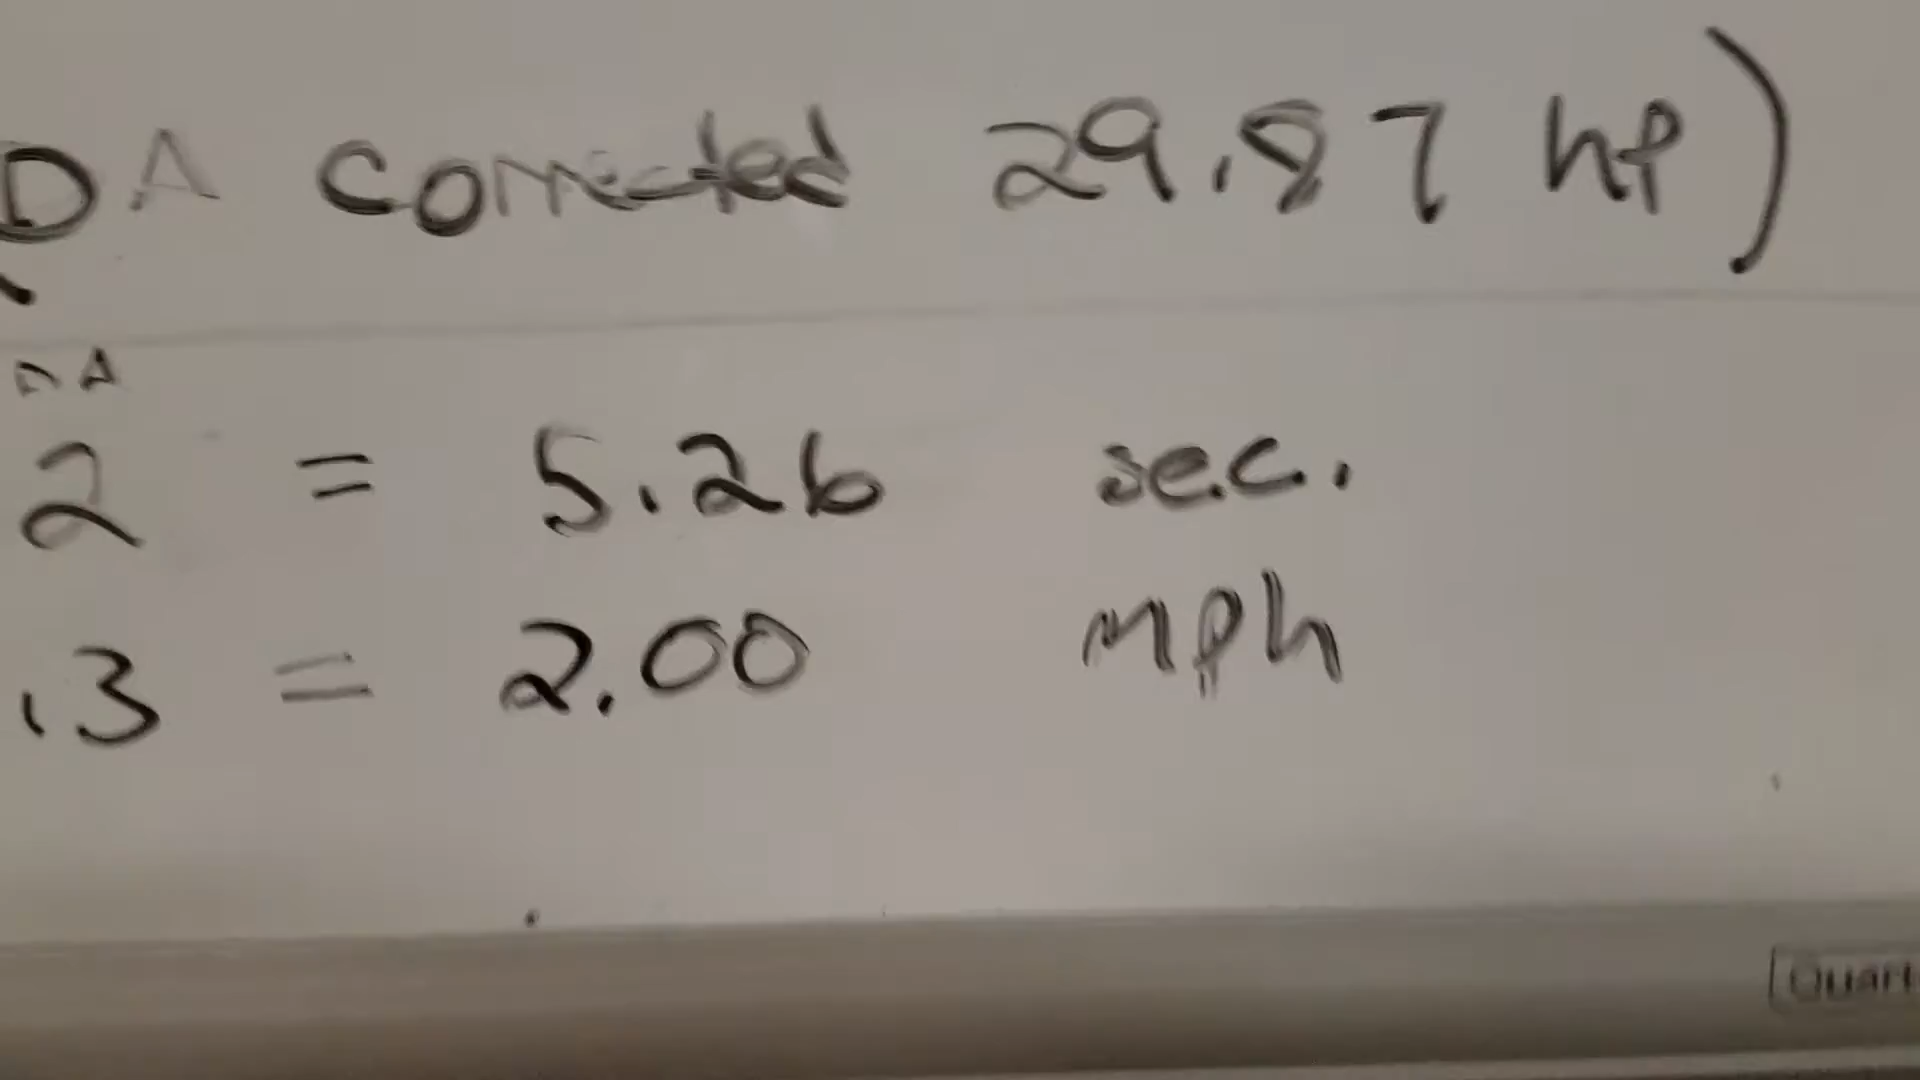 DA corrected 29.87 hp)
DA
2 = 5.26 sec.
.3 = 2.00 mph